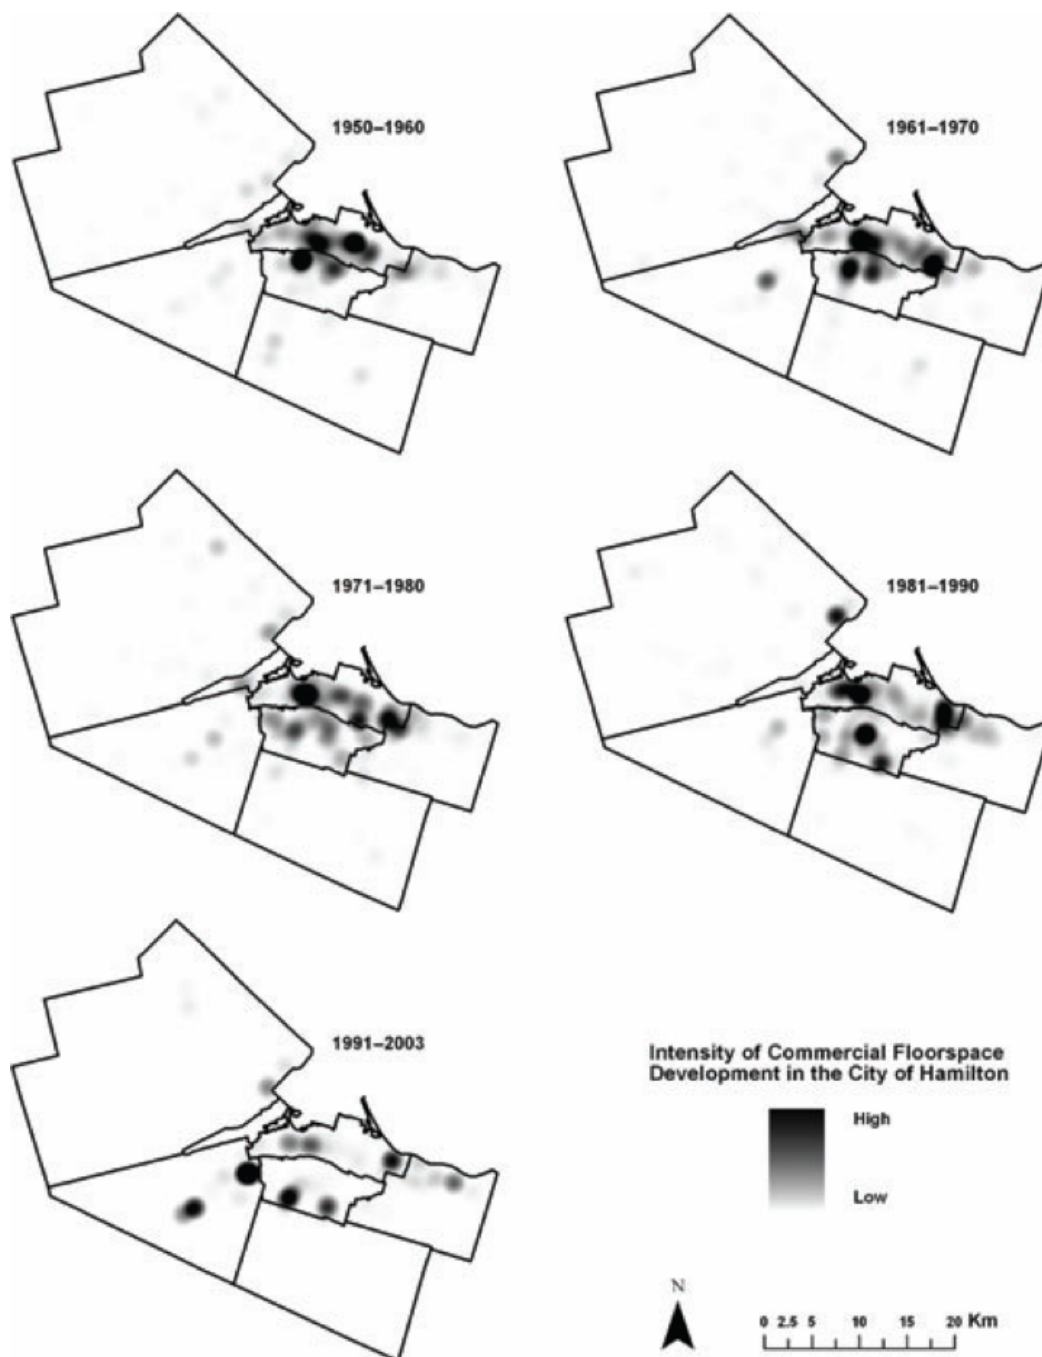 1950–1960
1961–1970
1971–1980
1981–1990
1991–2003
Intensity of Commercial Floorspace
Development in the City of Hamilton
High
Low
N
0 2.5 5 10 15 20 Km